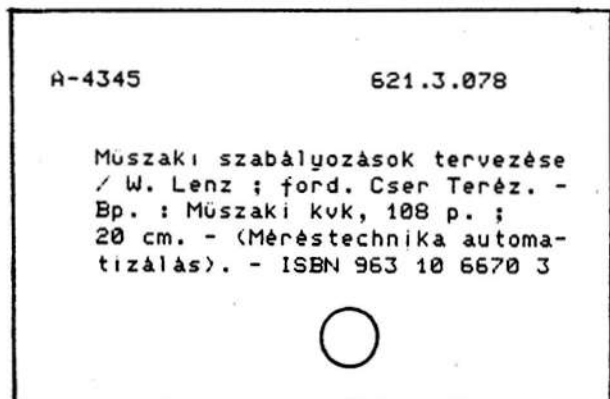 A-4345 621.3.078
Müszaki szabályozások tervezése
/ W. Lenz ; ford. Cser Teréz. -
Bp. : Müszaki kvk, 108 p. ;
20 cm. - (Méréstechnika automa-
tizálás). - ISBN 963 10 6670 3